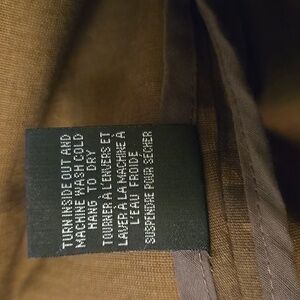 TURN INSIDE OUT AND
MACHINE WASH COLD
HANG TO DRY
TOURNER À L'ENVERS ET
LAVER À LA MACHINE À
L'EAU FROIDE
SUSPENDRE POUR SÉCHER